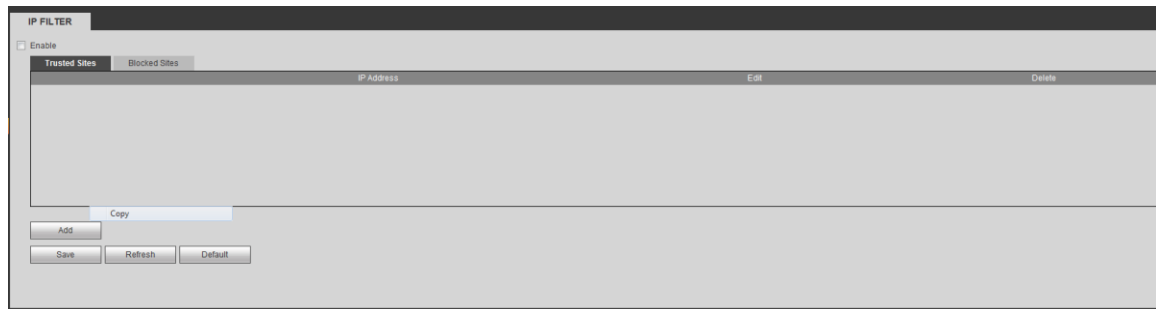 IP FILTER
Enable
Trusted Sites Blocked Sites
IP Address Edit Delete
Copy
Add
Save Refresh Default